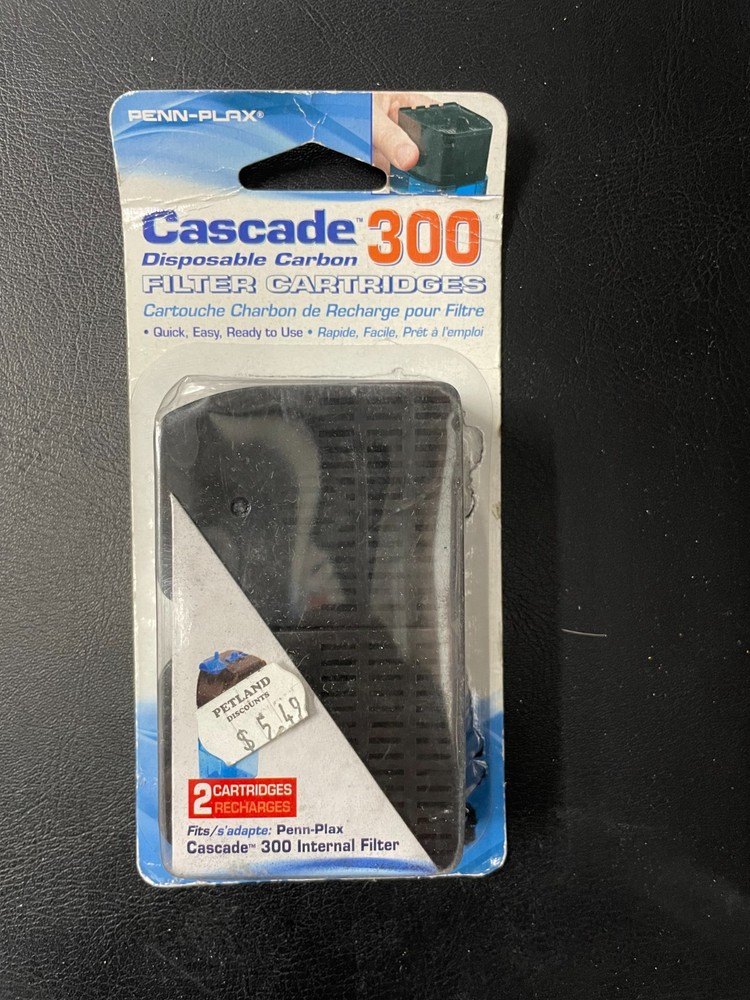 PENN-PLAX®
Cascade™ 300
Disposable Carbon
FILTER CARTRIDGES
Cartouche Charbon de Recharge pour Filtre
• Quick, Easy, Ready to Use • Rapide, Facile, Prêt à l'emploi
PETLAND
DISCOUNTS
$ 5.49
2 CARTRIDGES
RECHARGES
Fits/s'adapte: Penn-Plax
Cascade™ 300 Internal Filter